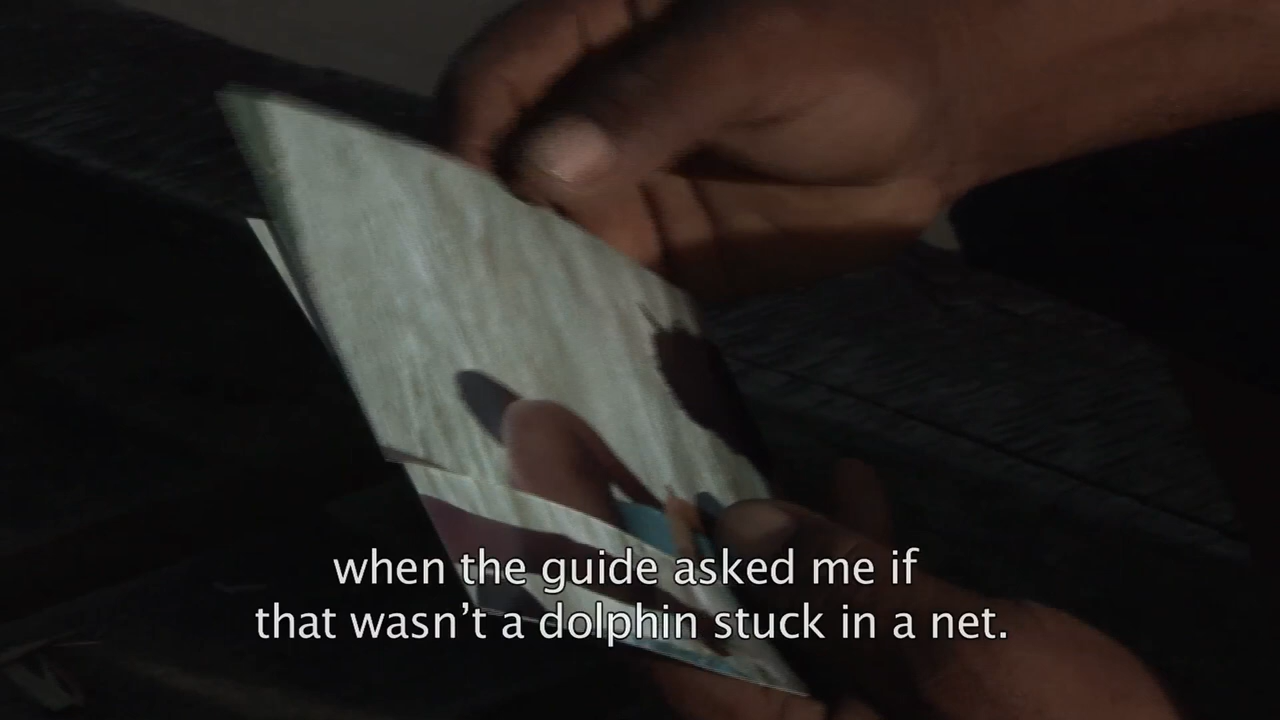 when the guide asked me if
that wasn’t a dolphin stuck in a net.